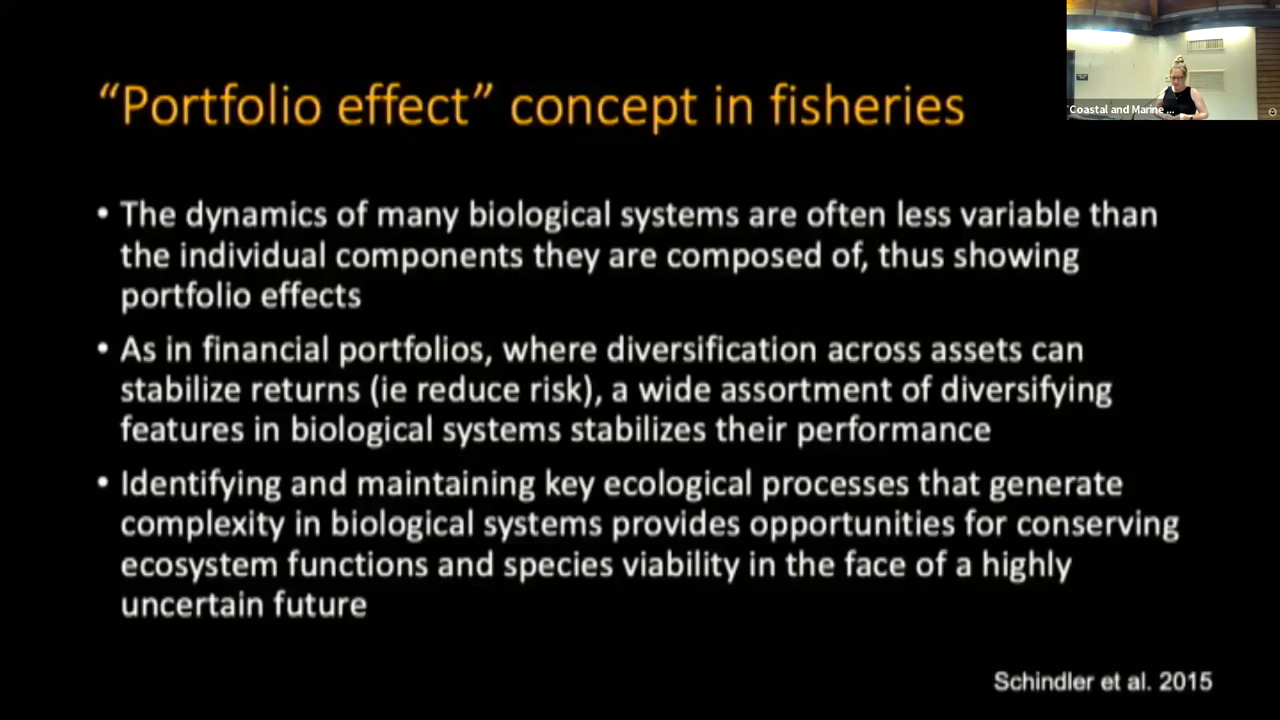 “Portfolio effect” concept in fisheries
Coastal and Marine ...
• The dynamics of many biological systems are often less variable than
the individual components they are composed of, thus showing
portfolio effects
• As in financial portfolios, where diversification across assets can
stabilize returns (ie reduce risk), a wide assortment of diversifying
features in biological systems stabilizes their performance
• Identifying and maintaining key ecological processes that generate
complexity in biological systems provides opportunities for conserving
ecosystem functions and species viability in the face of a highly
uncertain future
Schindler et al. 2015